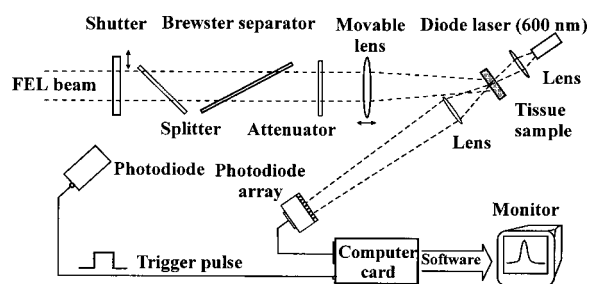 Shutter
Brewster separator
Movable
lens
Diode laser (600 nm)
FEL beam
Lens
Splitter
Attenuator
Tissue
sample
Lens
Photodiode
Photodiode
array
Monitor
Trigger pulse
Computer
card
Software